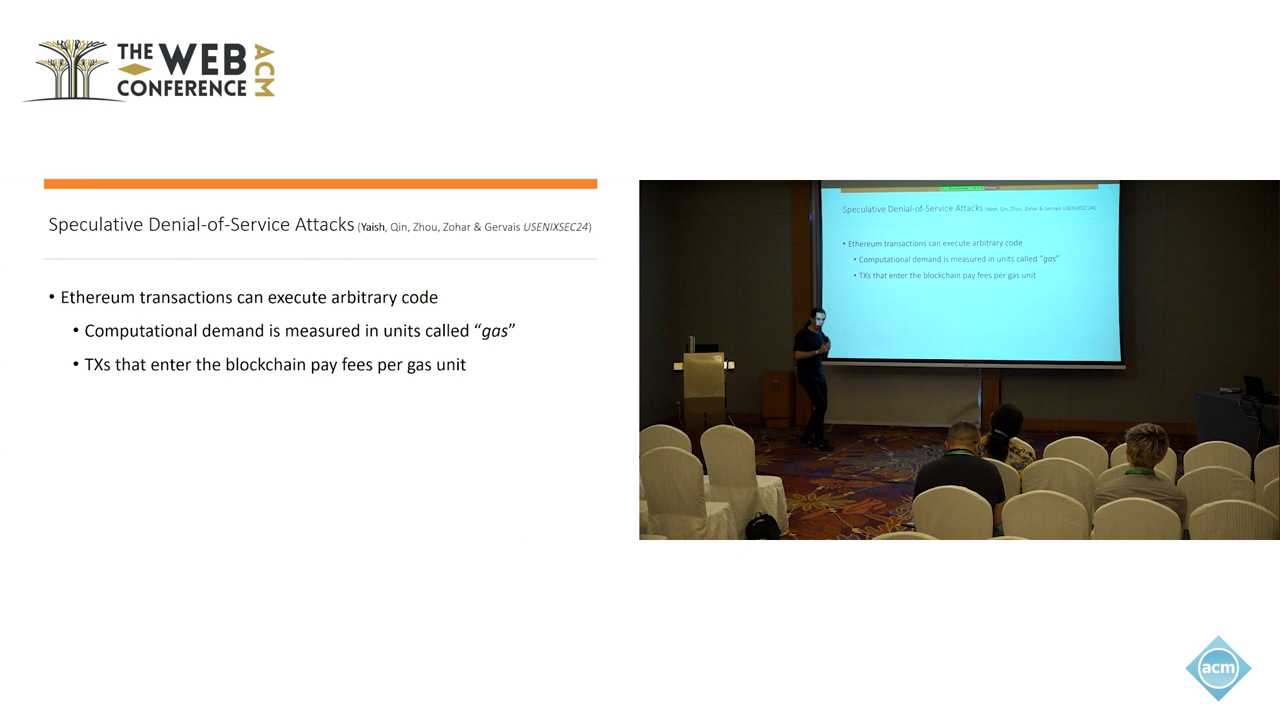 THE WEB CONFERENCE ACM
Speculative Denial-of-Service Attacks (Yaish, Qin, Zhou, Zohar & Gervais USENIXSEC24)
• Ethereum transactions can execute arbitrary code
• Computational demand is measured in units called “gas”
• TXs that enter the blockchain pay fees per gas unit
Speculative Denial-of-Service Attacks (Yaish, Qin, Zhou, Zohar & Gervais USENIXSEC24)
• Ethereum transactions can execute arbitrary code
• Computational demand is measured in units called “gas”
• TXs that enter the blockchain pay fees per gas unit
acm